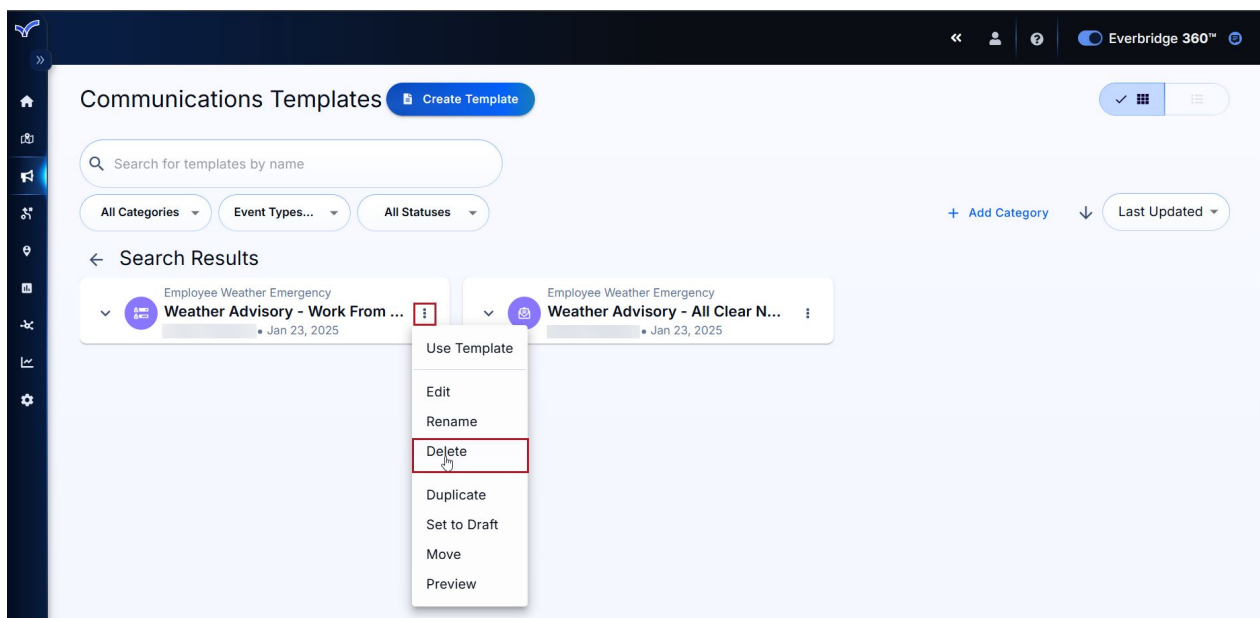 Everbridge 360™
Communications Templates
Create Template
Search for templates by name
All Categories
Event Types...
All Statuses
+ Add Category
Last Updated
Search Results
Employee Weather Emergency
Weather Advisory - Work From ...
• Jan 23, 2025
Employee Weather Emergency
Weather Advisory - All Clear N...
• Jan 23, 2025
Use Template
Edit
Rename
Delete
Duplicate
Set to Draft
Move
Preview